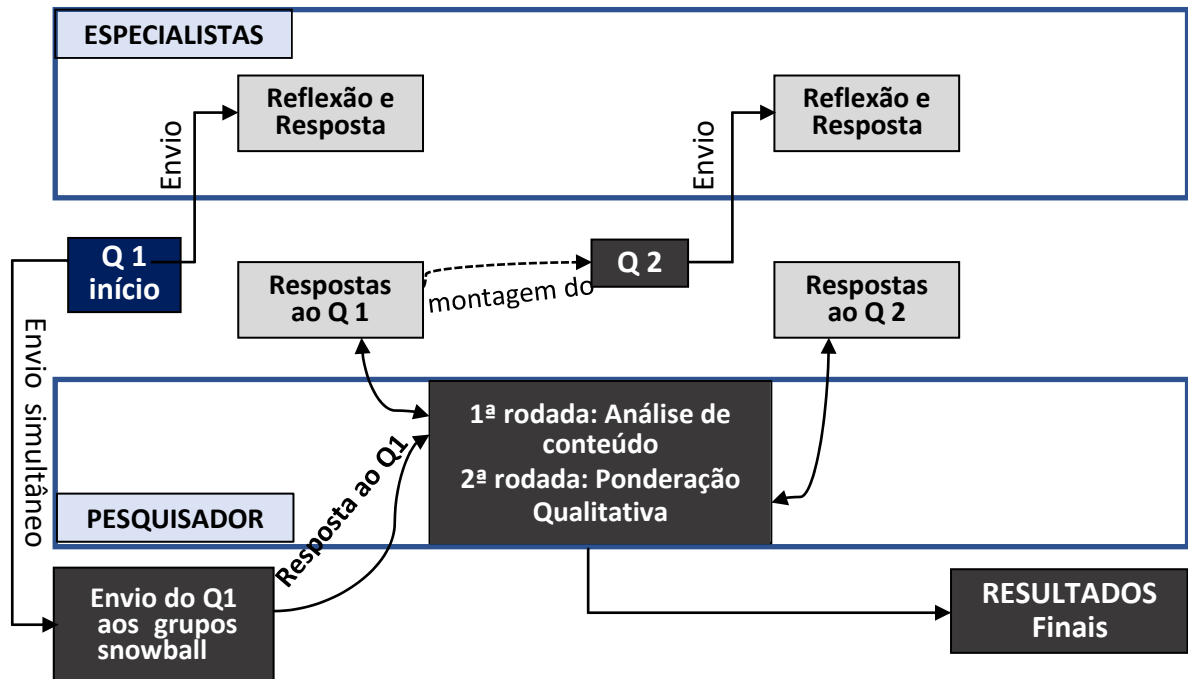 ESPECIALISTAS
Reflexão e
Resposta
Reflexão e
Resposta
Envio
Envio
Q 1
início
Q 2
Respostas
ao Q 1
montagem do
Respostas
ao Q 2
Envio simultâneo
1ª rodada: Análise de
conteúdo
2ª rodada: Ponderação
Qualitativa
Resposta ao Q1
PESQUISADOR
Envio do Q1
aos grupos
snowball
RESULTADOS
Finais